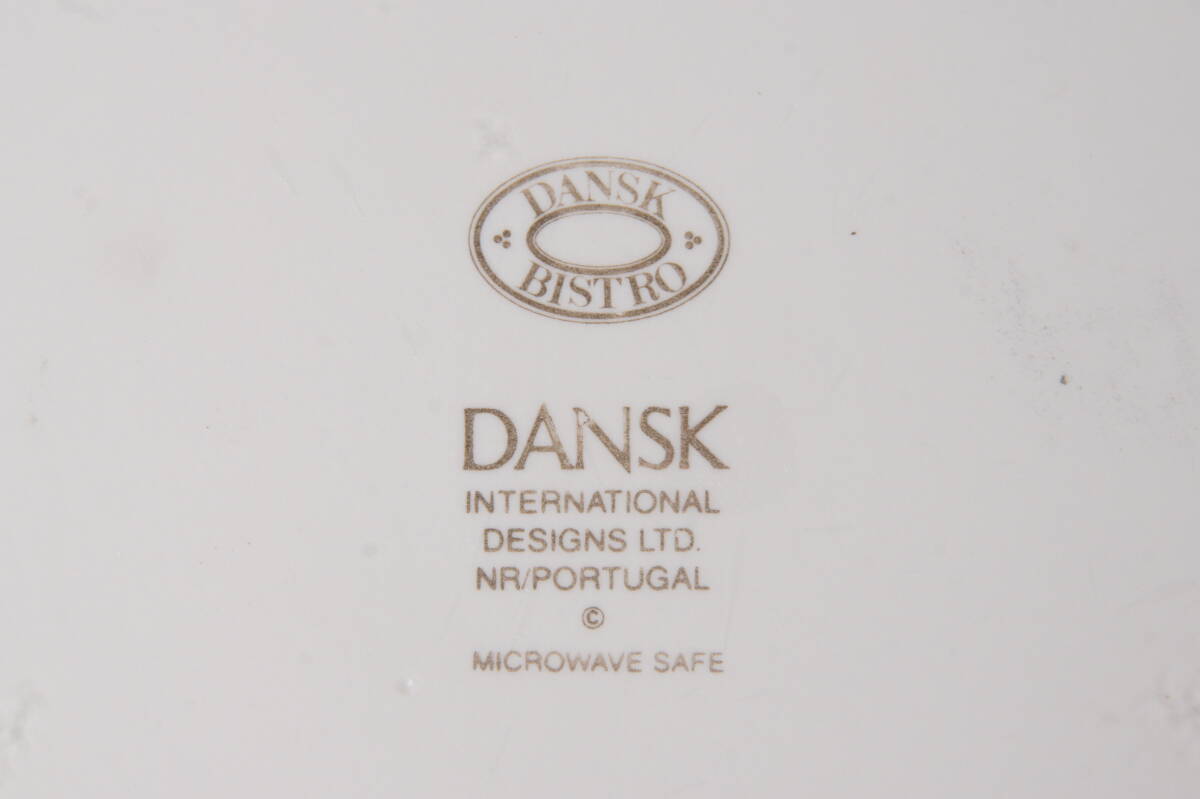 DANSK
BISTRO
DANSK
INTERNATIONAL
DESIGNS LTD.
NR/PORTUGAL
©
MICROWAVE SAFE